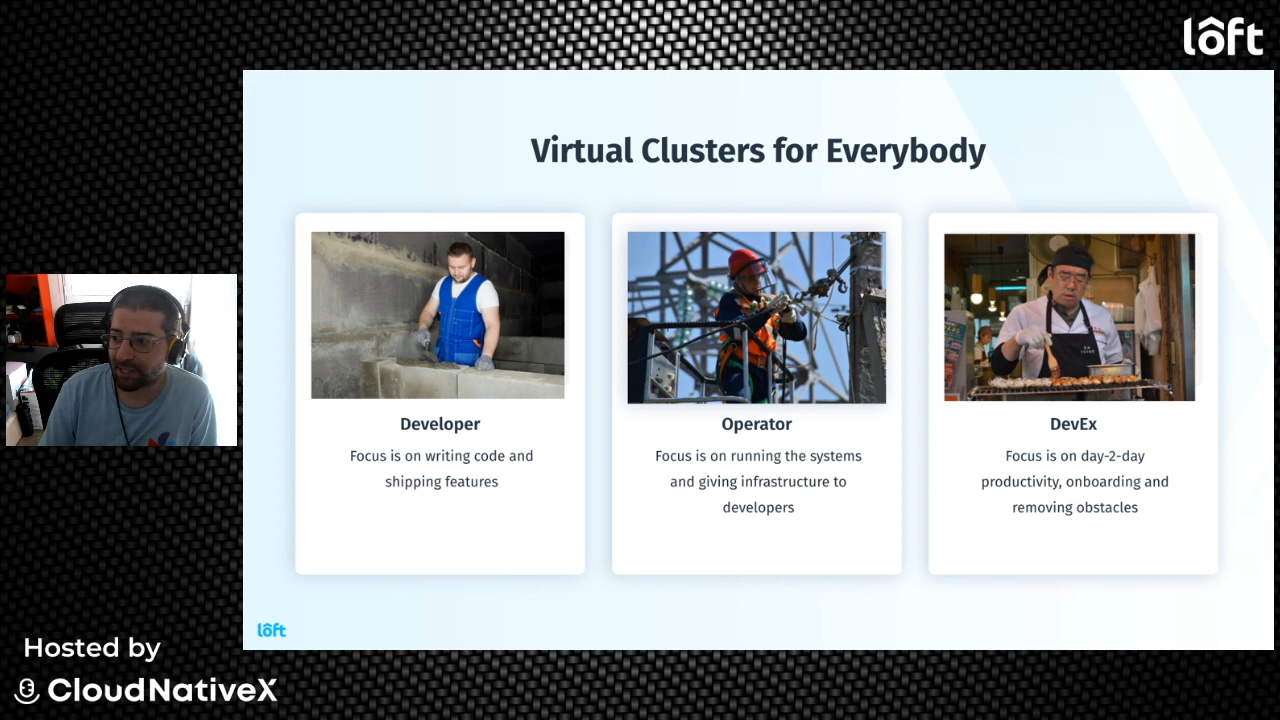 lôft
Virtual Clusters for Everybody
Developer
Focus is on writing code and
shipping features
Operator
Focus is on running the systems
and giving infrastructure to
developers
DevEx
Focus is on day-2-day
productivity, onboarding and
removing obstacles
lôft
Hosted by
CloudNativeX